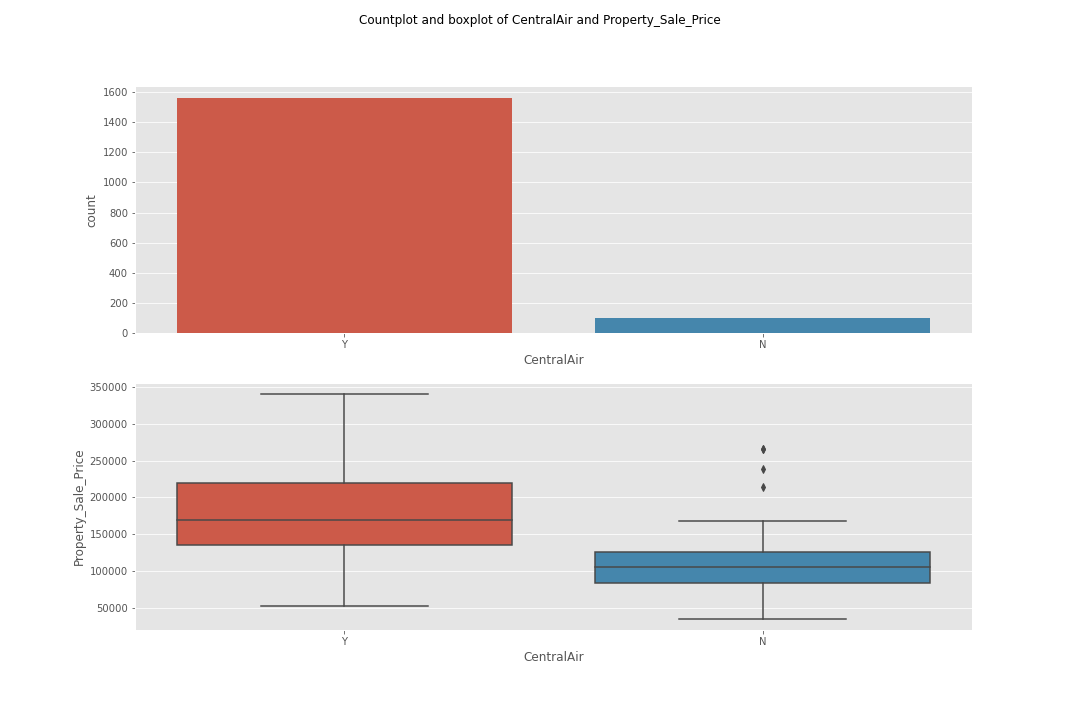 Countplot and boxplot of CentralAir and Property_Sale_Price
1600
1400
1200
1000
800
600
400
200
0
count
Y
N
CentralAir
350000
300000
250000
200000
150000
100000
50000
Property_Sale_Price
Y
N
CentralAir